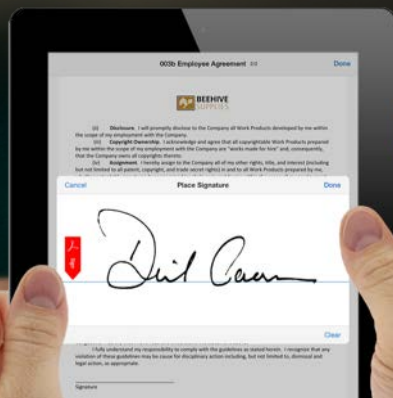 003b Employee Agreement
Done
BEEHIVE
SUPPLIES
(ii) Disclosure. I will promptly disclose to the Company all Work Products developed by me within
the scope of my employment with the Company.
(iii) Copyright Ownership. I acknowledge and agree that all copyrightable Work Products prepared
by me within the scope of my employment with the Company are "works made for hire" and, consequently,
that the Company owns all copyrights thereto.
(iv) Assignment. I hereby assign to the Company all of my other rights, title, and interest (including
but not limited to all patent, copyright, and trade secret rights) in and to all Work Products prepared by me,
Cancel
Place Signature
Done
Clear
I fully understand my responsibility to comply with the guidelines as stated herein. I recognize that any
violation of these guidelines may be cause for disciplinary action including, but not limited to, dismissal and
legal action, as appropriate.
Signature